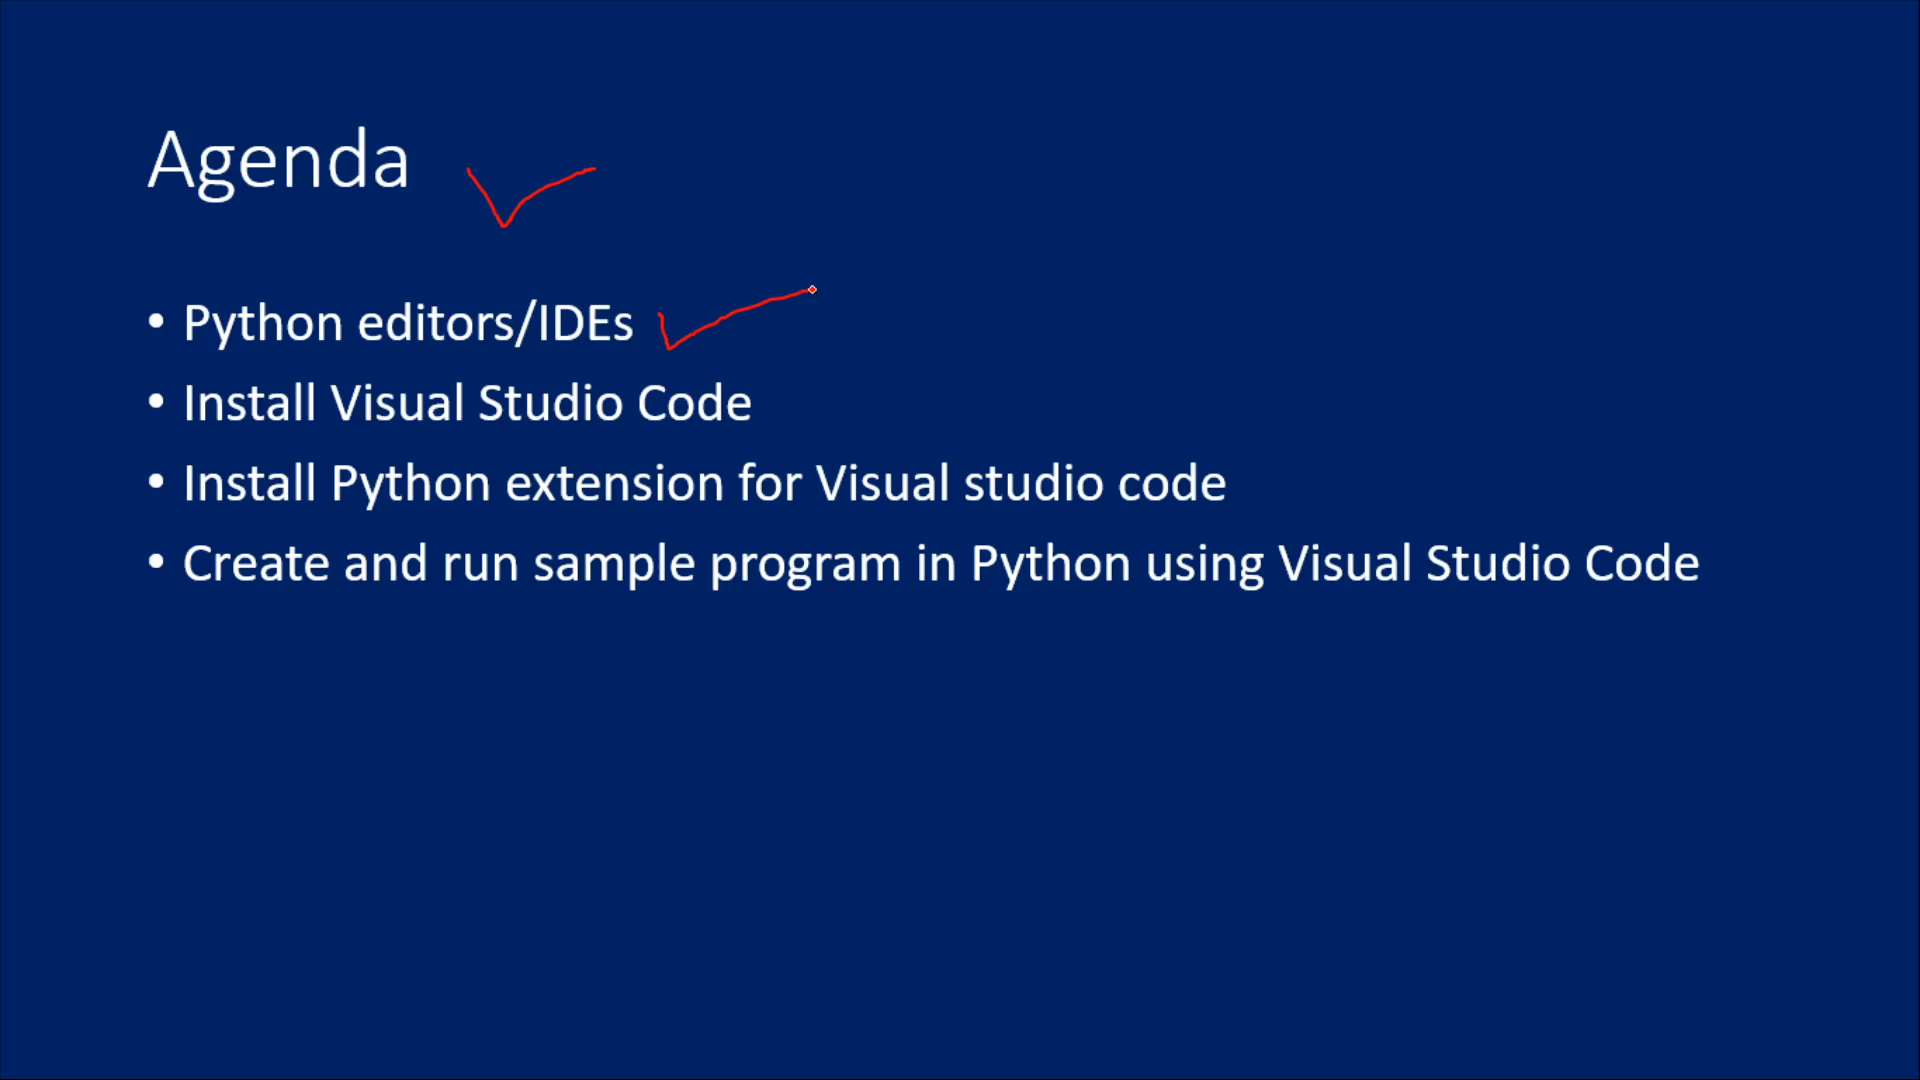 Agenda
• Python editors/IDEs
• Install Visual Studio Code
• Install Python extension for Visual studio code
• Create and run sample program in Python using Visual Studio Code